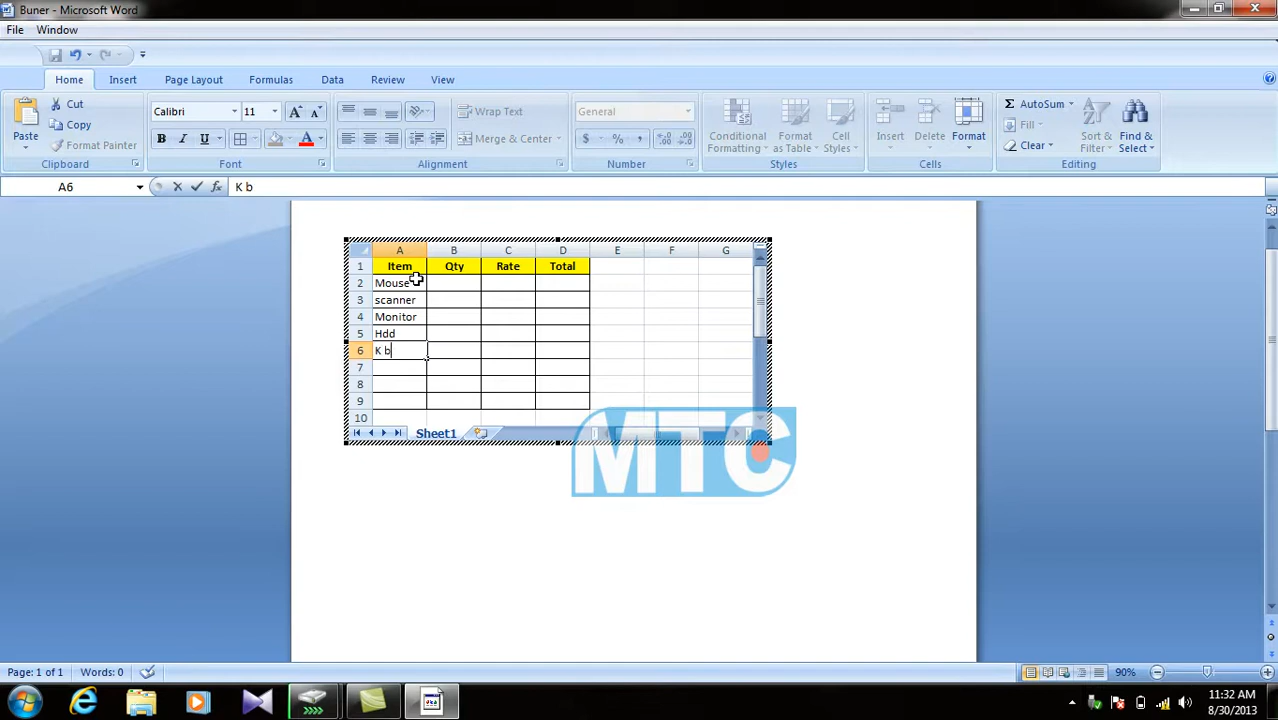 Buner - Microsoft Word
File Window
Home Insert Page Layout Formulas Data Review View
Paste
Cut
Copy
Format Painter
Clipboard
Calibri 11
A A
B I U A
Font
Wrap Text
Merge & Center
Alignment
General
$ % ,
Number
Conditional Formatting
Format as Table
Cell Styles
Styles
Insert Delete Format
Cells
Σ AutoSum
Fill
Clear
Sort & Filter
Find & Select
Editing
A6 fx K b
A B C D E F G
1 Item Qty Rate Total
2 Mouse
3 scanner
4 Monitor
5 Hdd
6 K b
7
8
9
10
Sheet1
MTC
Page: 1 of 1 Words: 0 90%
11:32 AM
8/30/2013